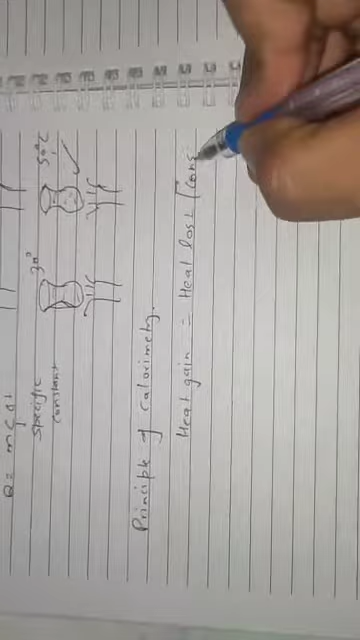 Q = mCΔt
Specific
constant
30°
50°C
Principle of calorimetry.
Heat gain = Heat lost [Cons